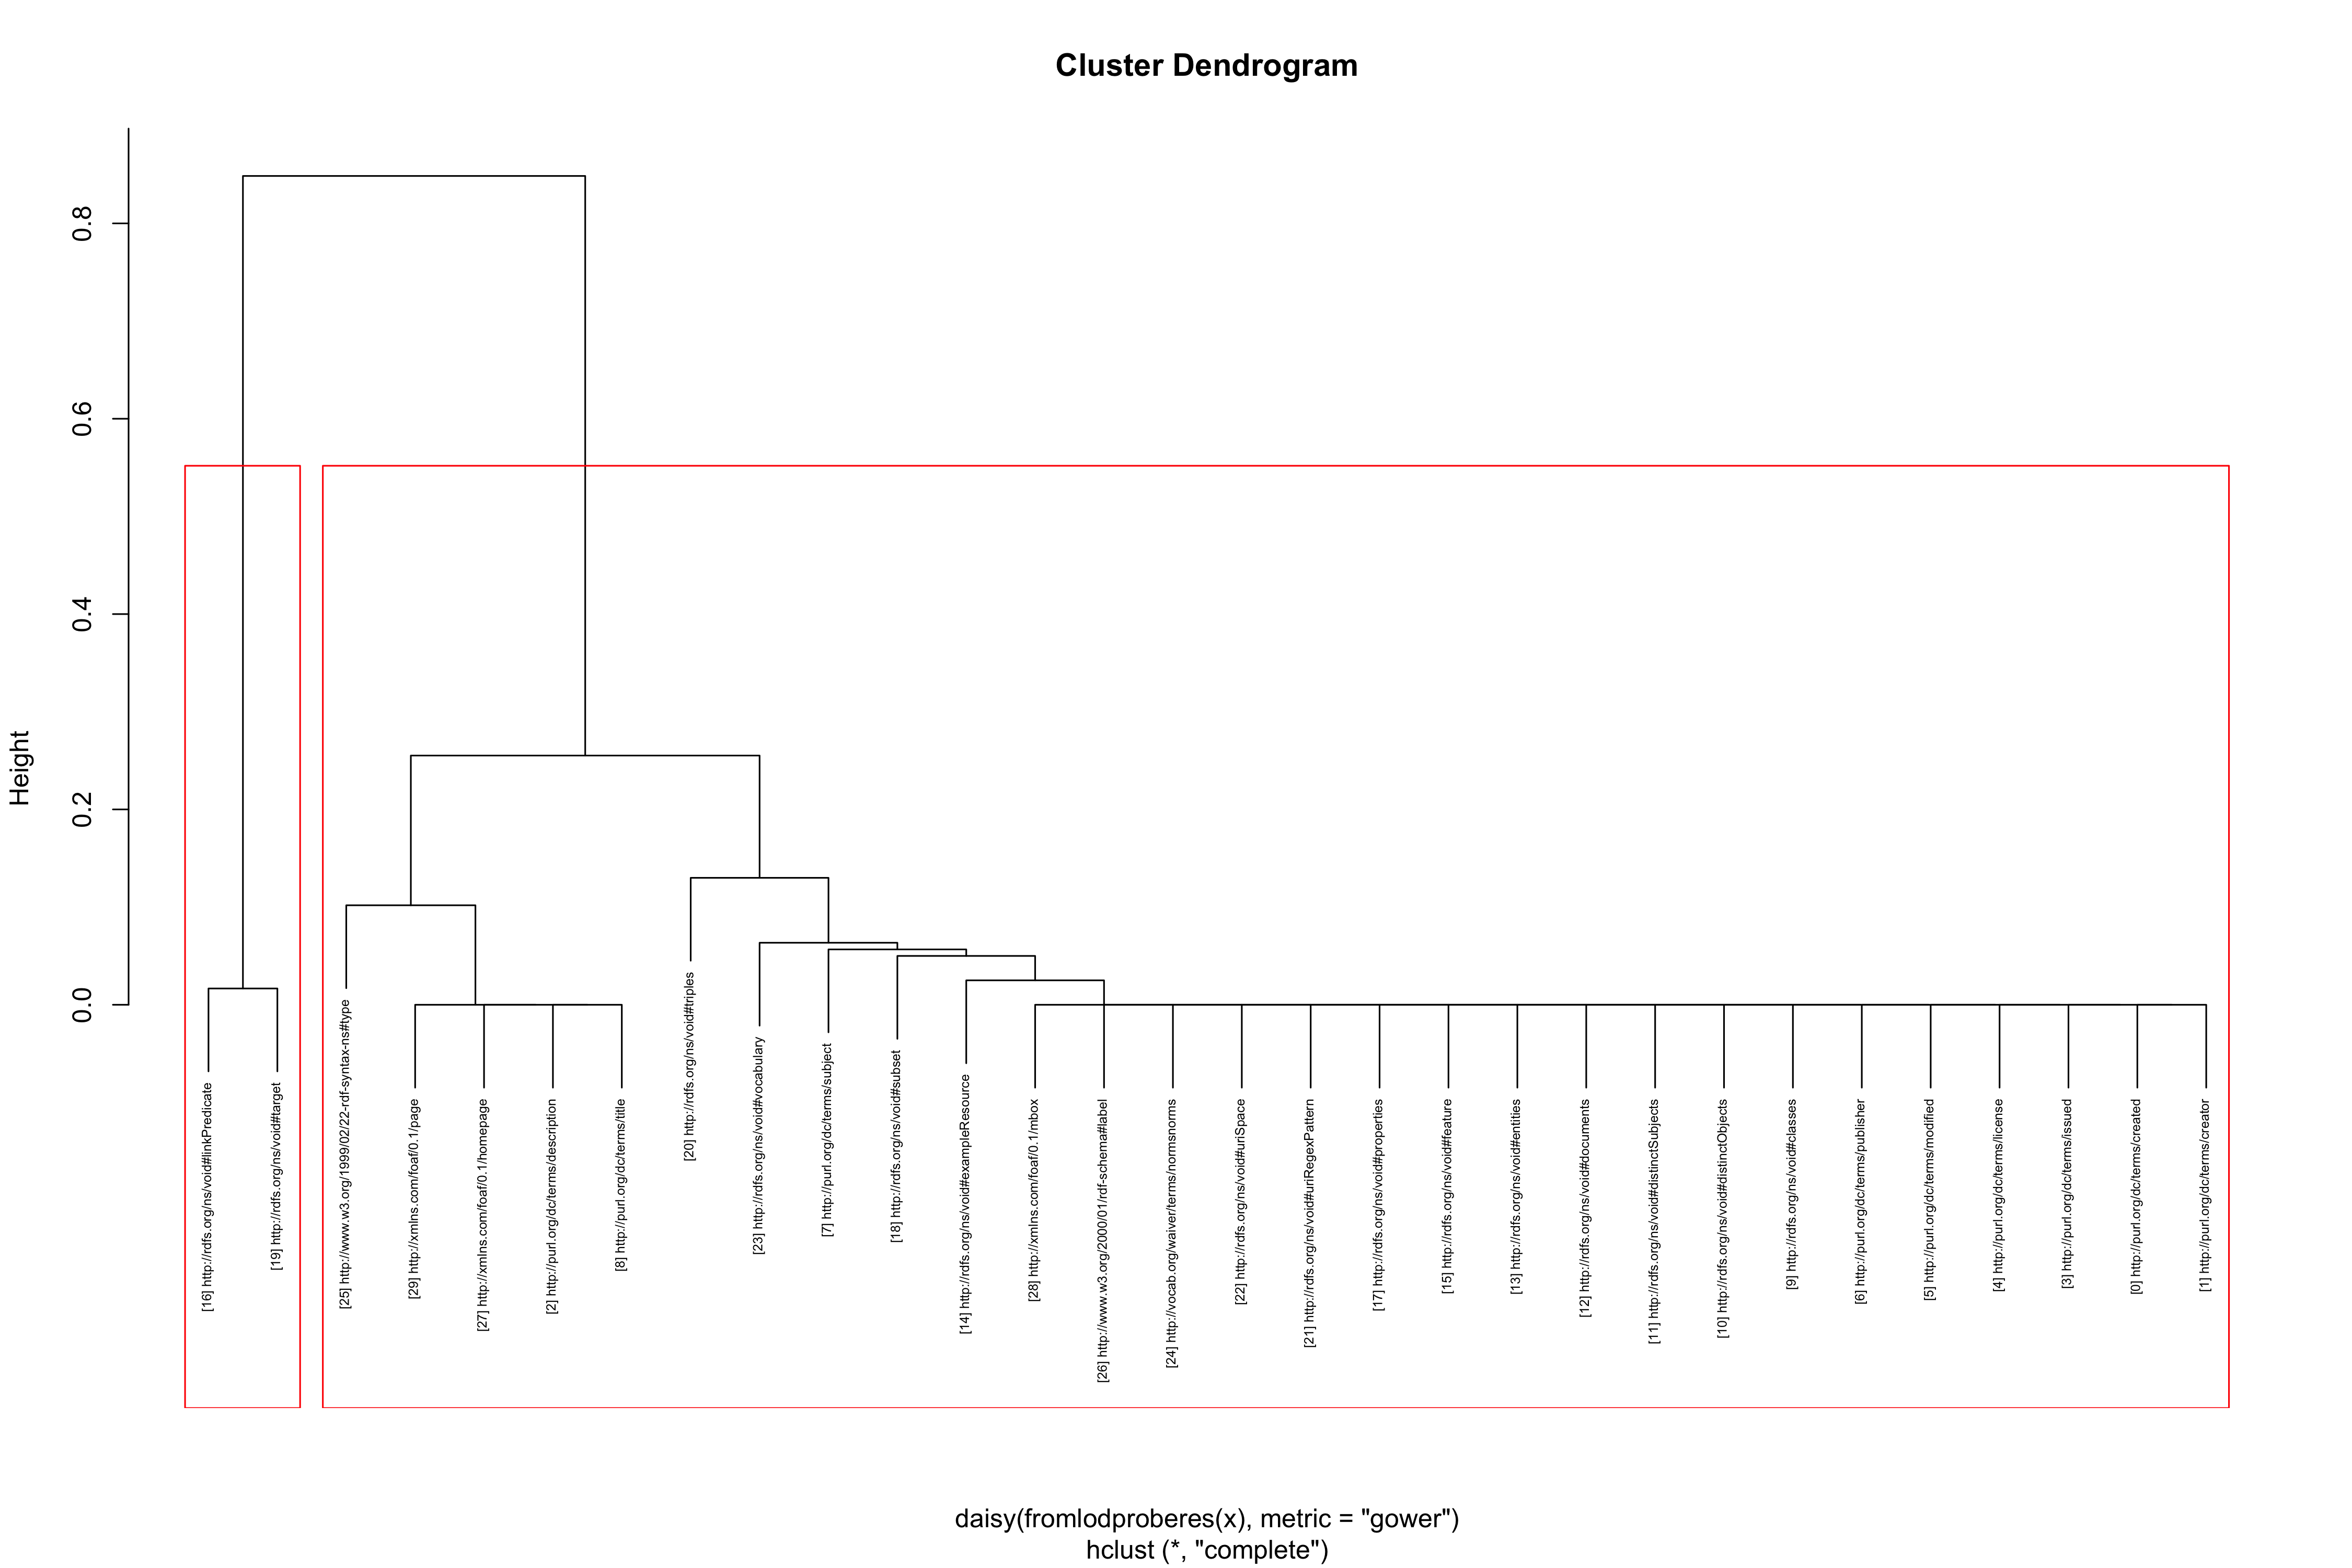 Cluster Dendrogram
Height
0.8
0.6
0.4
0.2
0.0
[16] http://rdfs.org/ns/void#linkPredicate
[19] http://rdfs.org/ns/void#target
[25] http://www.w3.org/1999/02/22-rdf-syntax-ns#type
[29] http://xmlns.com/foaf/0.1/page
[27] http://xmlns.com/foaf/0.1/homepage
[2] http://purl.org/dc/terms/description
[8] http://purl.org/dc/terms/title
[20] http://rdfs.org/ns/void#triples
[23] http://rdfs.org/ns/void#vocabulary
[7] http://purl.org/dc/terms/subject
[18] http://rdfs.org/ns/void#subset
[14] http://rdfs.org/ns/void#exampleResource
[28] http://xmlns.com/foaf/0.1/mbox
[26] http://www.w3.org/2000/01/rdf-schema#label
[24] http://vocab.org/waiver/terms/normsnorms
[22] http://rdfs.org/ns/void#uriSpace
[21] http://rdfs.org/ns/void#uriRegexPattern
[17] http://rdfs.org/ns/void#properties
[15] http://rdfs.org/ns/void#feature
[13] http://rdfs.org/ns/void#entities
[12] http://rdfs.org/ns/void#documents
[11] http://rdfs.org/ns/void#distinctSubjects
[10] http://rdfs.org/ns/void#distinctObjects
[9] http://rdfs.org/ns/void#classes
[6] http://purl.org/dc/terms/publisher
[5] http://purl.org/dc/terms/modified
[4] http://purl.org/dc/terms/license
[3] http://purl.org/dc/terms/issued
[0] http://purl.org/dc/terms/created
[1] http://purl.org/dc/terms/creator
daisy(fromlodproberes(x), metric = "gower")
hclust (*, "complete")